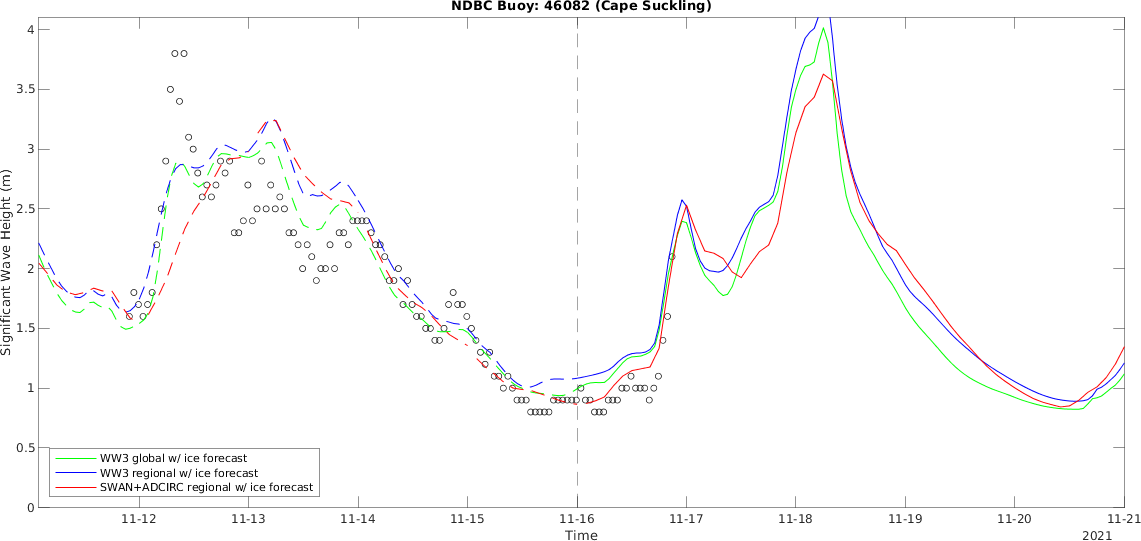 NDBC Buoy: 46082 (Cape Suckling)
Significant Wave Height (m)
4
3.5
3
2.5
2
1.5
1
0.5
0
WW3 global w/ ice forecast
WW3 regional w/ ice forecast
SWAN+ADCIRC regional w/ ice forecast
11-12 11-13 11-14 11-15 11-16 11-17 11-18 11-19 11-20 11-21
Time
2021